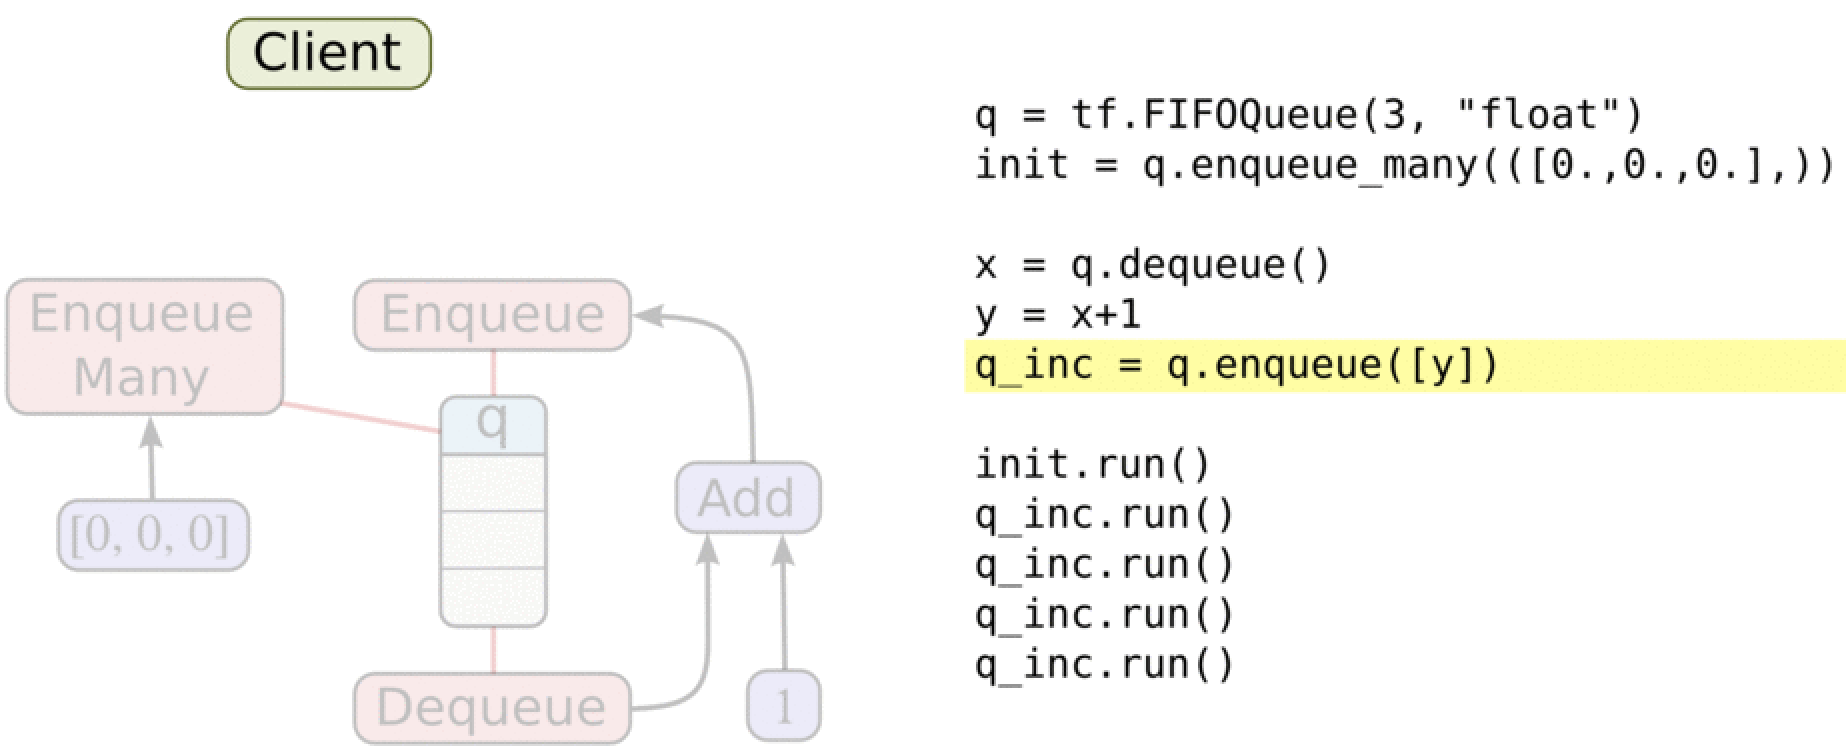 Client
Enqueue
Many
[0, 0, 0]
Enqueue
q
Add
Dequeue
1
q = tf.FIFOQueue(3, "float")
init = q.enqueue_many(([0.,0.,0.],))
x = q.dequeue()
y = x+1
q_inc = q.enqueue([y])
init.run()
q_inc.run()
q_inc.run()
q_inc.run()
q_inc.run()